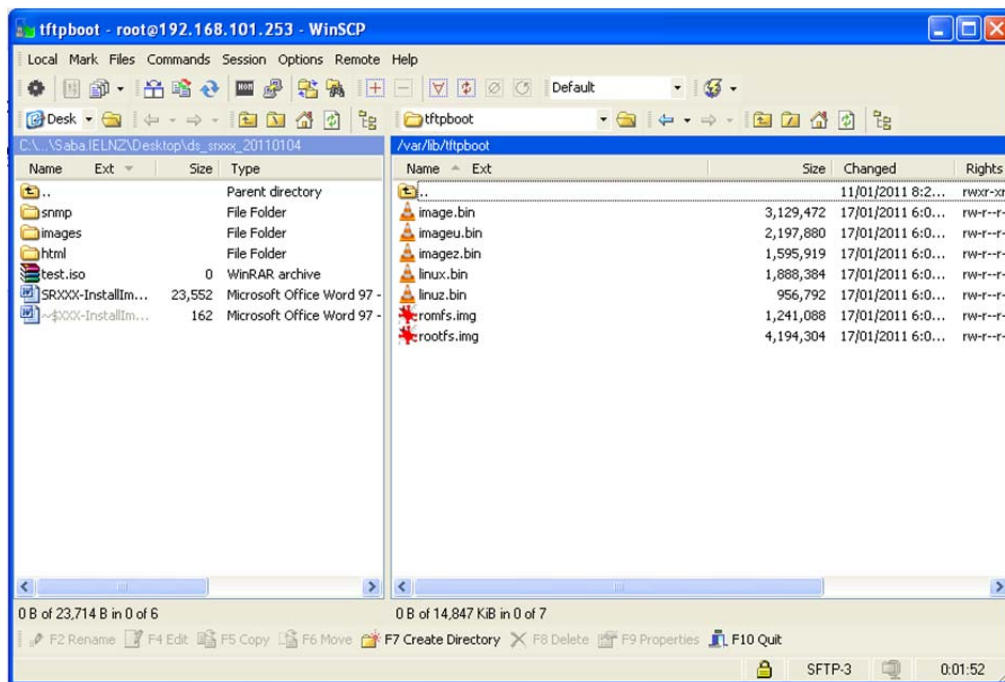 tftpboot - root@192.168.101.253 - WinSCP
Local Mark Files Commands Session Options Remote Help
Default
Desk
tftpboot
C:\...\Saba.IELNZ\Desktop\ds_srxxx_20110104
/var/lib/tftpboot
Name Ext Size Type
Name Ext Size Changed Rights
.. Parent directory
snmp File Folder
images File Folder
html File Folder
test.iso 0 WinRAR archive
SRXXX-InstallIm... 23,552 Microsoft Office Word 97 -
~$XXX-InstallIm... 162 Microsoft Office Word 97 -
.. 11/01/2011 8:2... rwxr-xr
image.bin 3,129,472 17/01/2011 6:0... rw-r--r-
imageu.bin 2,197,880 17/01/2011 6:0... rw-r--r-
imagez.bin 1,595,919 17/01/2011 6:0... rw-r--r-
linux.bin 1,888,384 17/01/2011 6:0... rw-r--r-
linuz.bin 956,792 17/01/2011 6:0... rw-r--r-
romfs.img 1,241,088 17/01/2011 6:0... rw-r--r-
rootfs.img 4,194,304 17/01/2011 6:0... rw-r--r-
0 B of 23,714 B in 0 of 6
0 B of 14,847 KiB in 0 of 7
F2 Rename F4 Edit F5 Copy F6 Move F7 Create Directory F8 Delete F9 Properties F10 Quit
SFTP-3 0:01:52